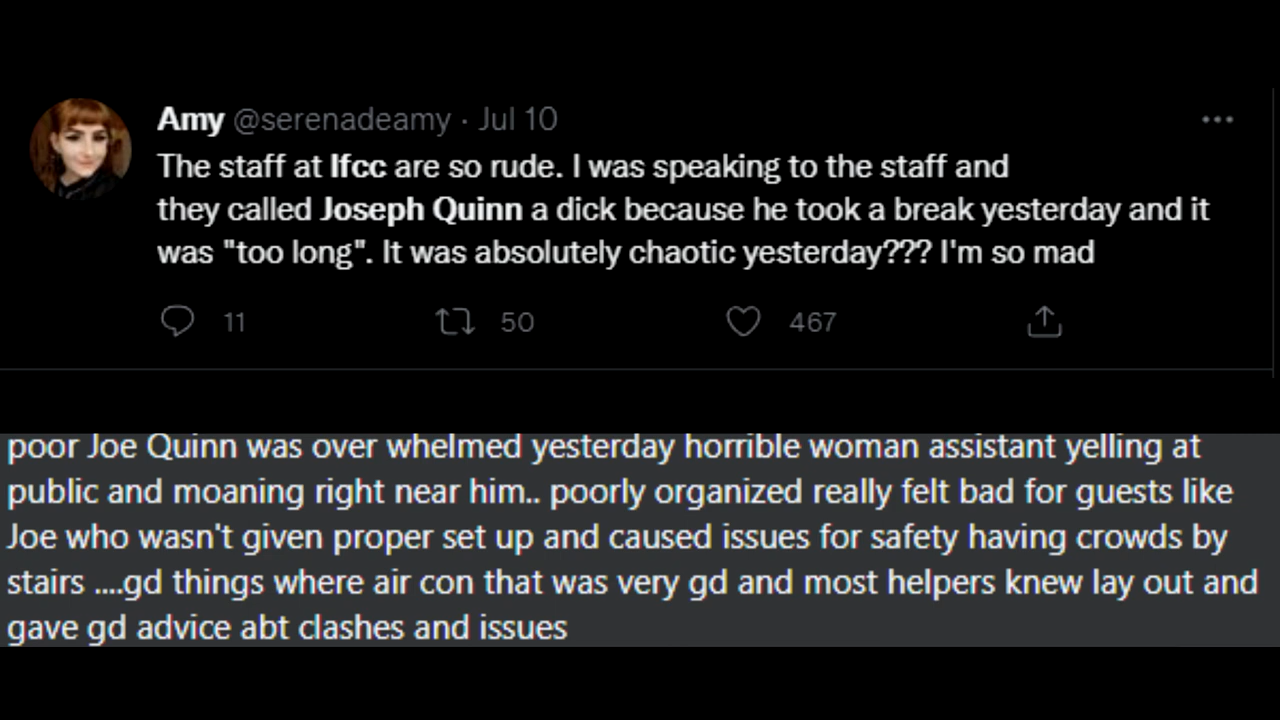 Amy @serenadeamy · Jul 10
The staff at lfcc are so rude. I was speaking to the staff and
they called Joseph Quinn a dick because he took a break yesterday and it
was "too long". It was absolutely chaotic yesterday??? I'm so mad
11 50 467
poor Joe Quinn was over whelmed yesterday horrible woman assistant yelling at
public and moaning right near him.. poorly organized really felt bad for guests like
Joe who wasn't given proper set up and caused issues for safety having crowds by
stairs ....gd things where air con that was very gd and most helpers knew lay out and
gave gd advice abt clashes and issues